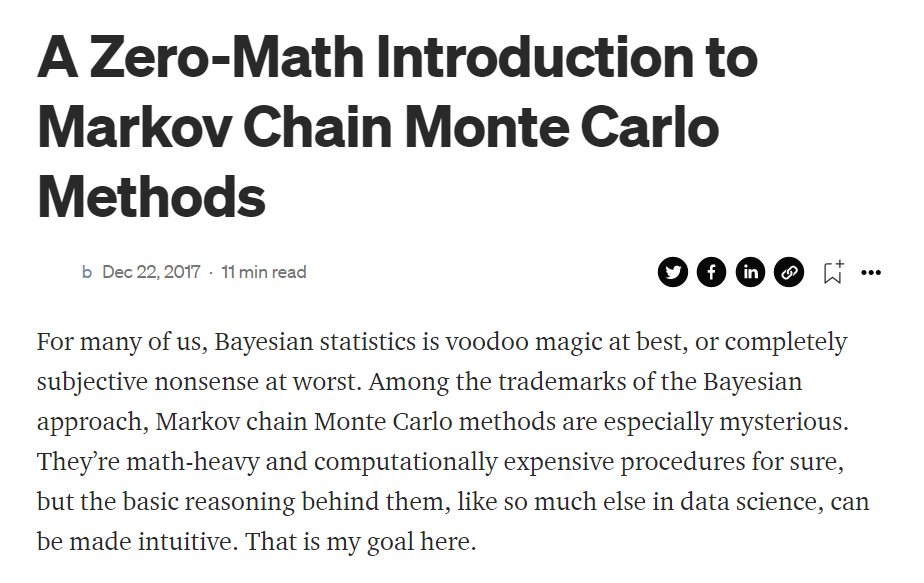 A Zero-Math Introduction to
Markov Chain Monte Carlo
Methods
b Dec 22, 2017 · 11 min read
For many of us, Bayesian statistics is voodoo magic at best, or completely
subjective nonsense at worst. Among the trademarks of the Bayesian
approach, Markov chain Monte Carlo methods are especially mysterious.
They’re math-heavy and computationally expensive procedures for sure,
but the basic reasoning behind them, like so much else in data science, can
be made intuitive. That is my goal here.